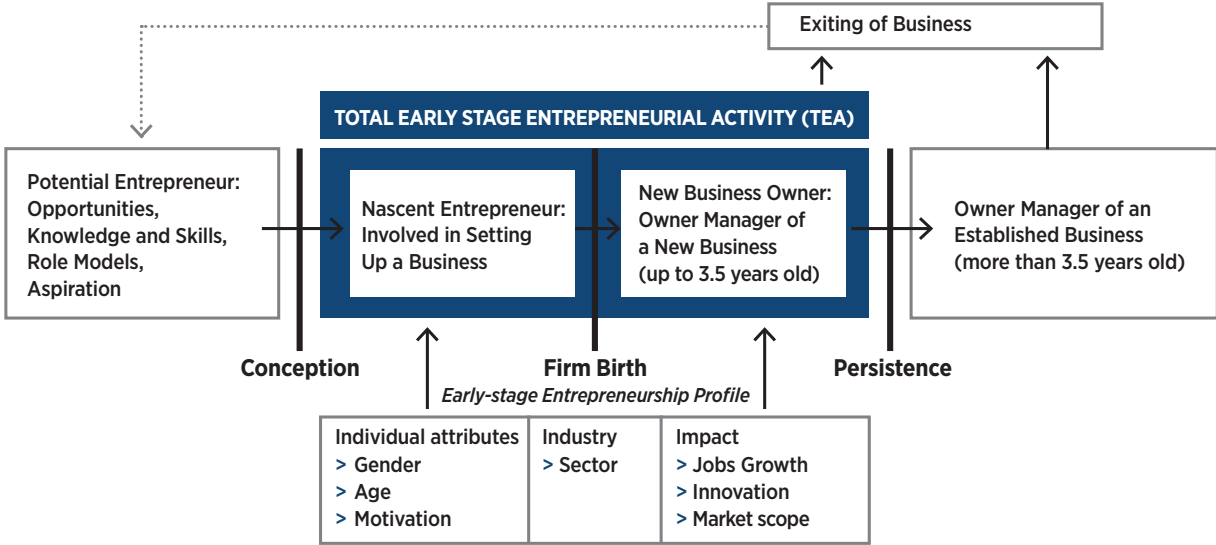 Exiting of Business
TOTAL EARLY STAGE ENTREPRENEURIAL ACTIVITY (TEA)
Potential Entrepreneur:
Opportunities,
Knowledge and Skills,
Role Models,
Aspiration
Nascent Entrepreneur:
Involved in Setting
Up a Business
New Business Owner:
Owner Manager of
a New Business
(up to 3.5 years old)
Owner Manager of an
Established Business
(more than 3.5 years old)
Conception
Firm Birth
Persistence
Early-stage Entrepreneurship Profile
Individual attributes
> Gender
> Age
> Motivation
Industry
> Sector
Impact
> Jobs Growth
> Innovation
> Market scope